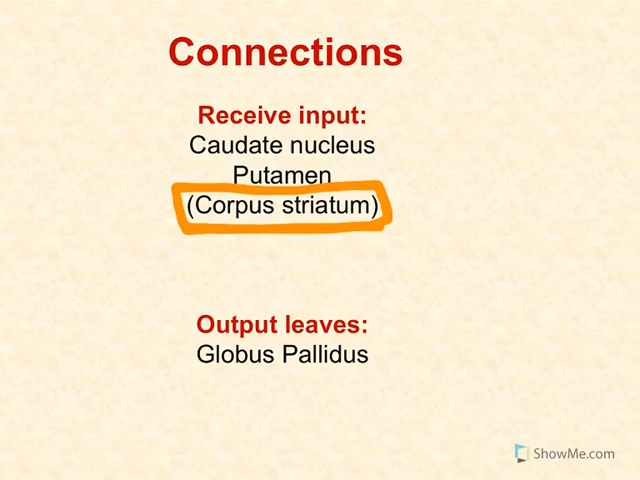 Connections
Receive input:
Caudate nucleus
Putamen
(Corpus striatum)
Output leaves:
Globus Pallidus
ShowMe.com